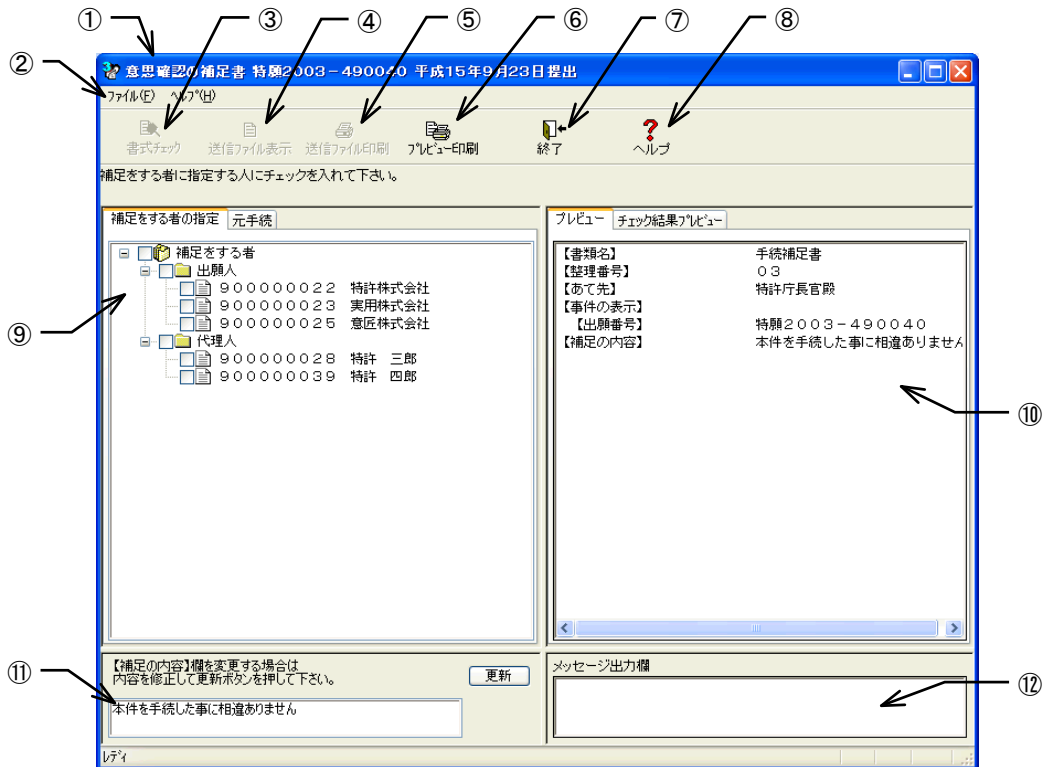 ① ③ ④ ⑤ ⑥ ⑦ ⑧
②
意思確認の補足書 特願2003－490040 平成15年9月23日提出
ﾌｧｲﾙ(F) ﾍﾙﾌﾟ(H)
書式ﾁｪｯｸ 送信ﾌｧｲﾙ表示 送信ﾌｧｲﾙ印刷 ﾌﾟﾚﾋﾞｭｰ印刷 終了 ヘルプ
補足をする者に指定する人にチェックを入れて下さい。
補足をする者の指定 元手続
補足をする者
出願人
９０００００００２２ 特許株式会社
９０００００００２３ 実用株式会社
９０００００００２５ 意匠株式会社
代理人
９０００００００２８ 特許　三郎
９０００００００３９ 特許　四郎
⑨
プレビュー ﾁｪｯｸ結果ﾌﾟﾚﾋﾞｭｰ
【書類名】 手続補足書
【整理番号】 ０３
【あて先】 特許庁長官殿
【事件の表示】
【出願番号】 特願２００３－４９００４０
【補足の内容】 本件を手続した事に相違ありません
⑩
⑪
【補足の内容】欄を変更する場合は
内容を修正して更新ボタンを押して下さい。
更新
本件を手続した事に相違ありません
メッセージ出力欄
⑫
ﾚﾃﾞｨ